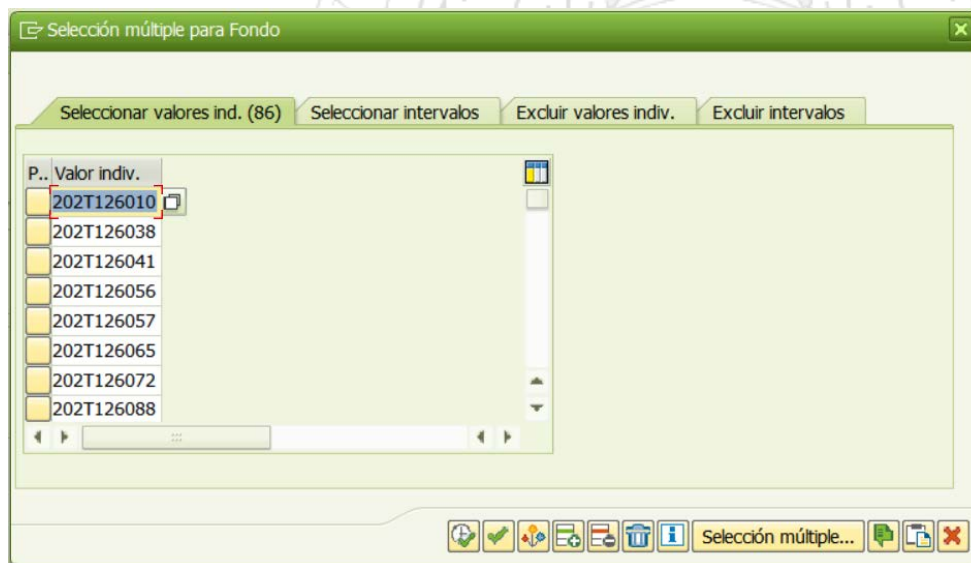 Selección múltiple para Fondo
Seleccionar valores ind. (86) Seleccionar intervalos Excluir valores indiv. Excluir intervalos
P.. Valor indiv.
202T126010
202T126038
202T126041
202T126056
202T126057
202T126065
202T126072
202T126088
Selección múltiple...